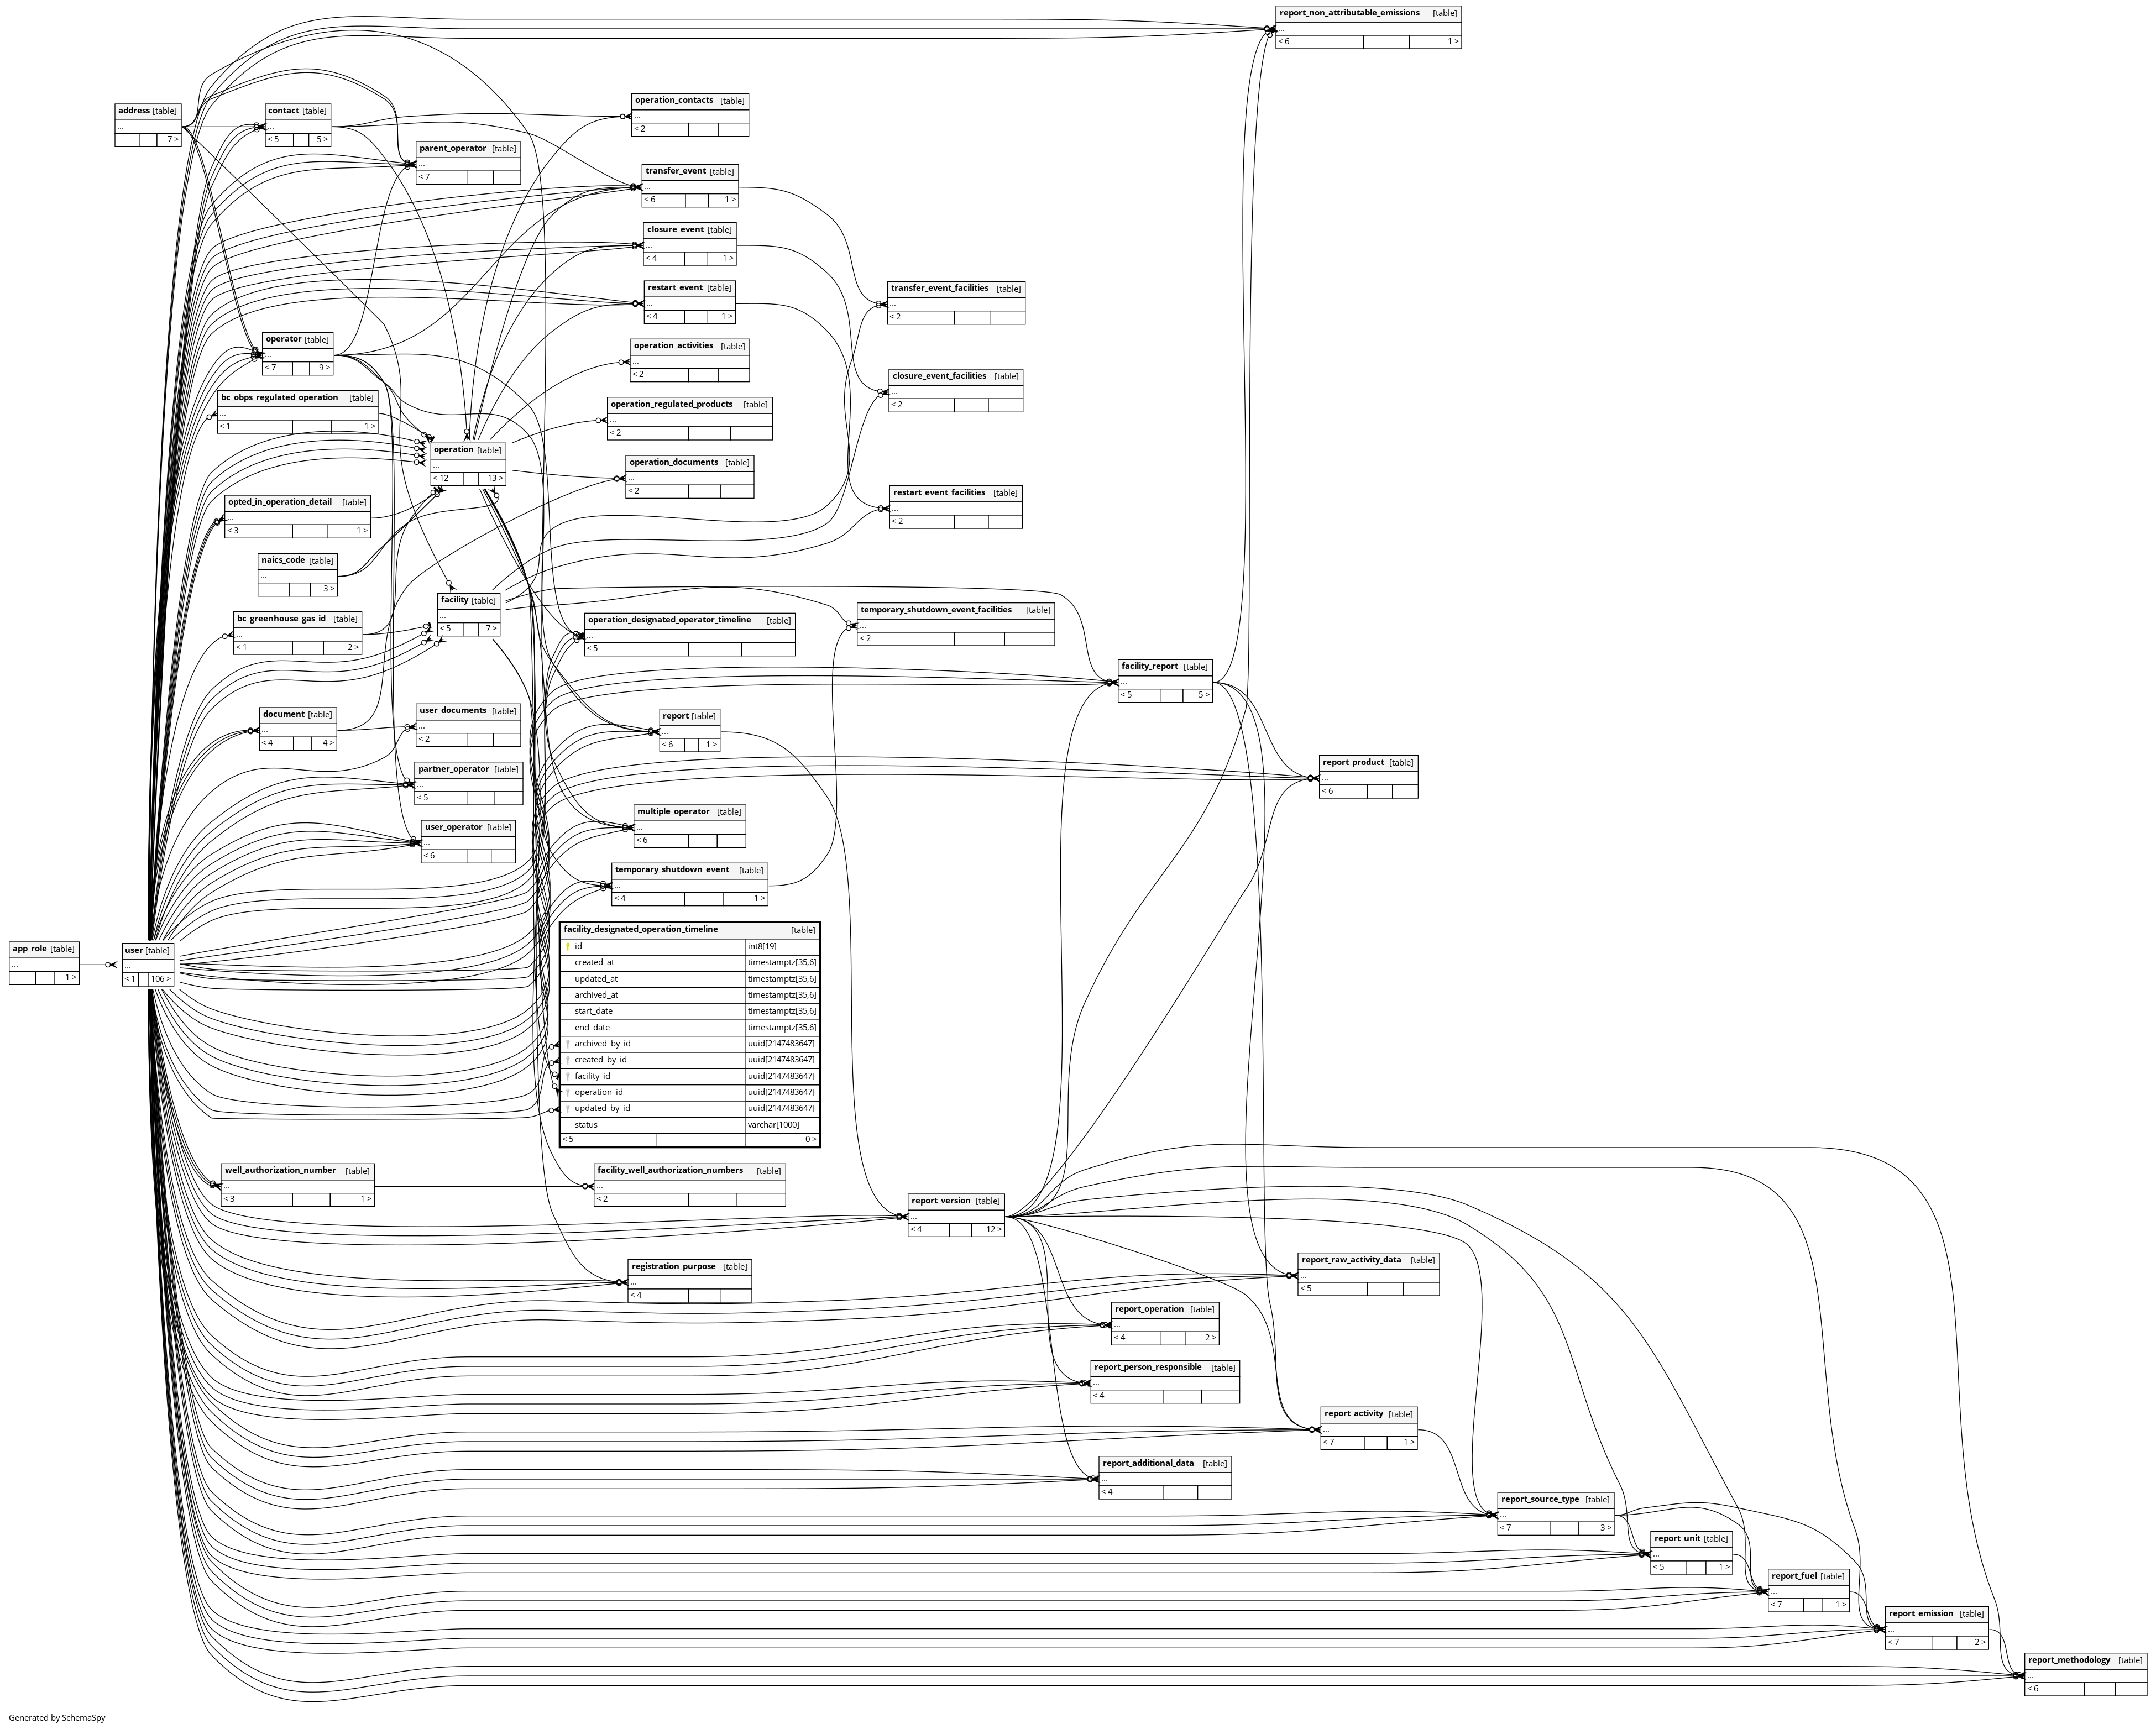 report_non_attributable_emissions [table]
...
< 6 1 >
address [table]
...
7 >
contact [table]
...
< 5 5 >
operation_contacts [table]
...
< 2
parent_operator [table]
...
< 7
transfer_event [table]
...
< 6 1 >
closure_event [table]
...
< 4 1 >
restart_event [table]
...
< 4 1 >
transfer_event_facilities [table]
...
< 2
operator [table]
...
< 7 9 >
operation_activities [table]
...
< 2
closure_event_facilities [table]
...
< 2
bc_obps_regulated_operation [table]
...
< 1 1 >
operation_regulated_products [table]
...
< 2
operation [table]
...
< 12 13 >
operation_documents [table]
...
< 2
opted_in_operation_detail [table]
...
< 3 1 >
restart_event_facilities [table]
...
< 2
naics_code [table]
...
3 >
facility [table]
...
< 5 7 >
bc_greenhouse_gas_id [table]
...
< 1 2 >
operation_designated_operator_timeline [table]
...
< 5
temporary_shutdown_event_facilities [table]
...
< 2
facility_report [table]
...
< 5 5 >
document [table]
...
< 4 4 >
user_documents [table]
...
< 2
report [table]
...
< 6 1 >
partner_operator [table]
...
< 5
report_product [table]
...
< 6
user_operator [table]
...
< 6
multiple_operator [table]
...
< 6
temporary_shutdown_event [table]
...
< 4 1 >
app_role [table]
...
1 >
user [table]
...
< 1 106 >
facility_designated_operation_timeline [table]
id int8[19]
created_at timestamptz[35,6]
updated_at timestamptz[35,6]
archived_at timestamptz[35,6]
start_date timestamptz[35,6]
end_date timestamptz[35,6]
archived_by_id uuid[2147483647]
created_by_id uuid[2147483647]
facility_id uuid[2147483647]
operation_id uuid[2147483647]
updated_by_id uuid[2147483647]
status varchar[1000]
< 5 0 >
well_authorization_number [table]
...
< 3 1 >
facility_well_authorization_numbers [table]
...
< 2
report_version [table]
...
< 4 12 >
registration_purpose [table]
...
< 4
report_raw_activity_data [table]
...
< 5
report_operation [table]
...
< 4 2 >
report_person_responsible [table]
...
< 4
report_activity [table]
...
< 7 1 >
report_additional_data [table]
...
< 4
report_source_type [table]
...
< 7 3 >
report_unit [table]
...
< 5 1 >
report_fuel [table]
...
< 7 1 >
report_emission [table]
...
< 7 2 >
report_methodology [table]
...
< 6
Generated by SchemaSpy